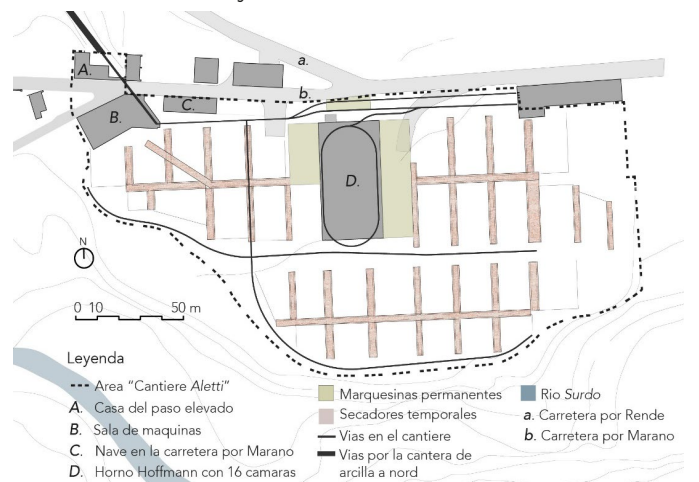 a.
A.
b.
C.
B.
D.
N
0 10 50 m
Leyenda
Area "Cantiere Aletti"
A. Casa del paso elevado
B. Sala de maquinas
C. Nave en la carretera por Marano
D. Horno Hoffmann con 16 camaras
Marquesinas permanentes
Secadores temporales
Vias en el cantiere
Vias por la cantera de
arcilla a nord
Rio Surdo
a. Carretera por Rende
b. Carretera por Marano